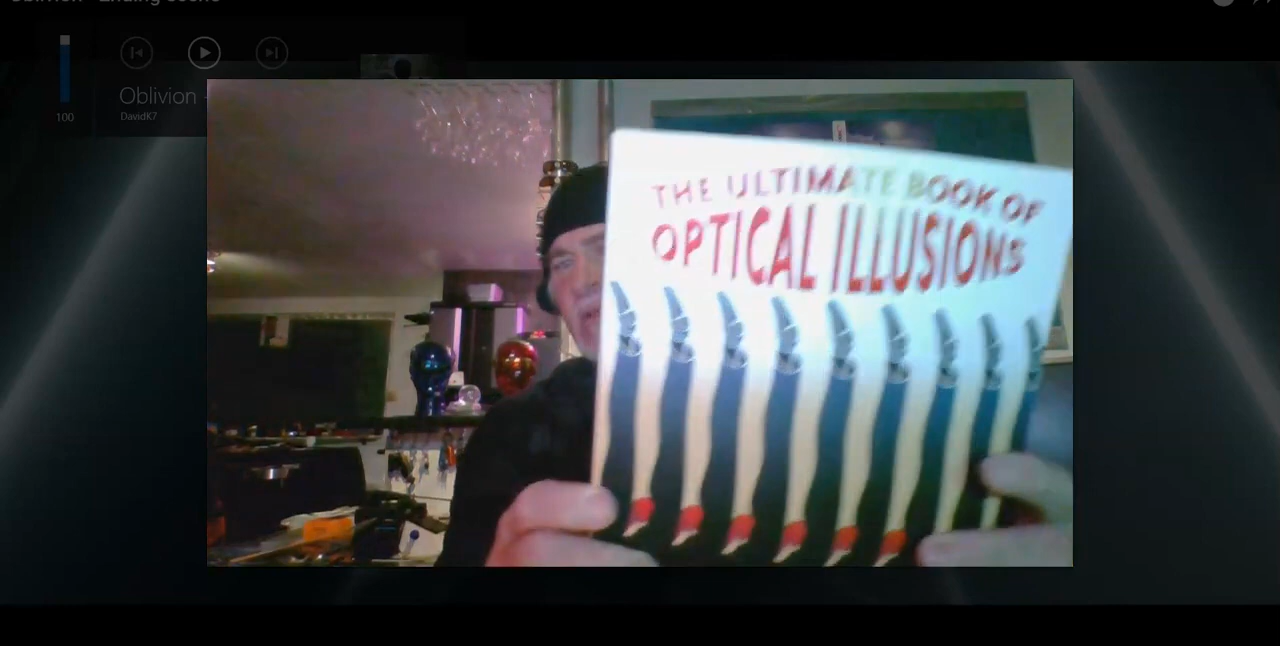 100
Oblivion -
DavidK7
THE ULTIMATE BOOK OF
OPTICAL ILLUSIONS